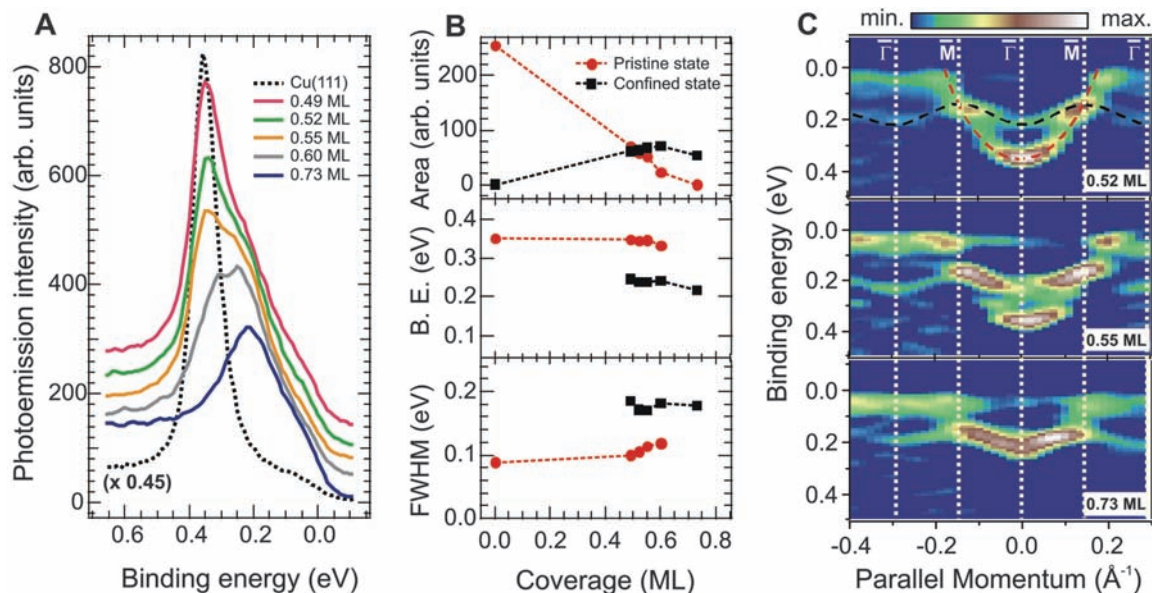 A
Photoemission intensity (arb. units)
800
600
400
200
0
Cu(111)
0.49 ML
0.52 ML
0.55 ML
0.60 ML
0.73 ML
(x 0.45)
0.6 0.4 0.2 0.0
Binding energy (eV)
B
Area (arb. units)
200
100
0
Pristine state
Confined state
B. E. (eV)
0.4
0.3
0.2
0.1
FWHM (eV)
0.2
0.1
0.0
0.0 0.2 0.4 0.6 0.8
Coverage (ML)
C
min. max.
Γ̅ M̅ Γ̅ M̅ Γ̅
Binding energy (eV)
0.0
0.2
0.4
0.52 ML
0.0
0.2
0.4
0.55 ML
0.0
0.2
0.4
0.73 ML
-0.4 -0.2 0.0 0.2
Parallel Momentum (Å⁻¹)